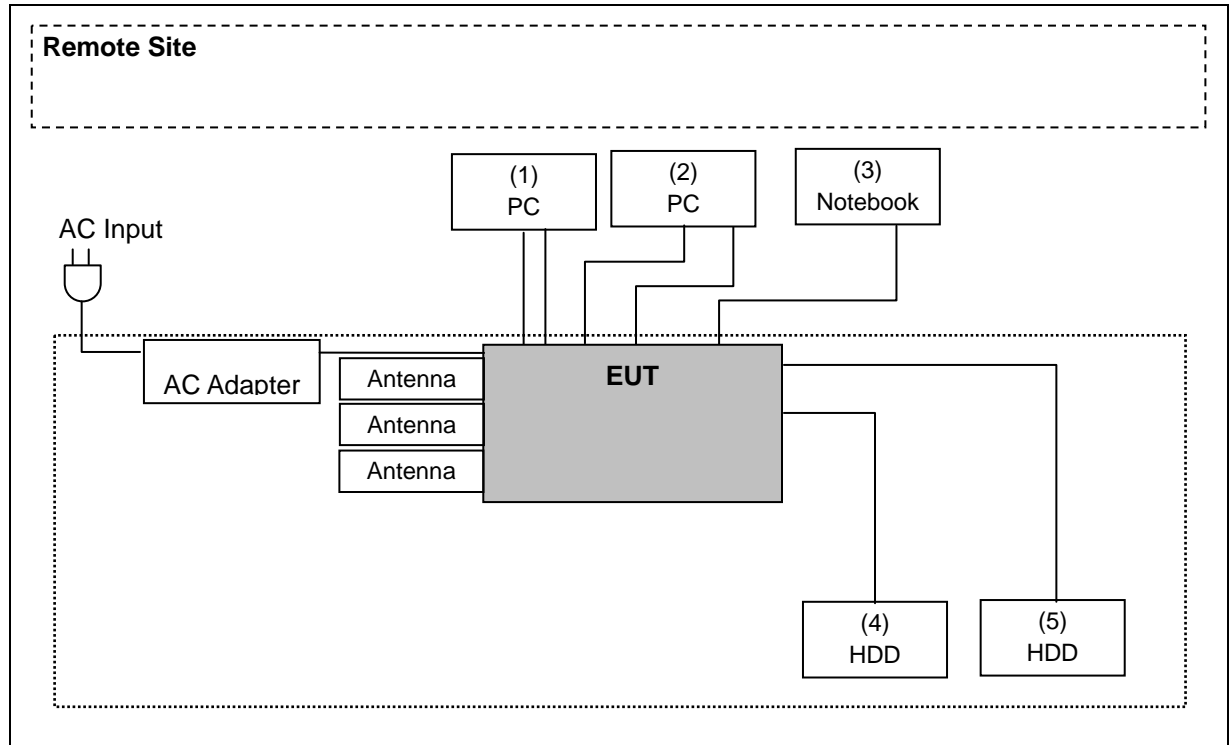 Remote Site
(1)
PC
(2)
PC
(3)
Notebook
AC Input
AC Adapter
Antenna
Antenna
Antenna
EUT
(4)
HDD
(5)
HDD